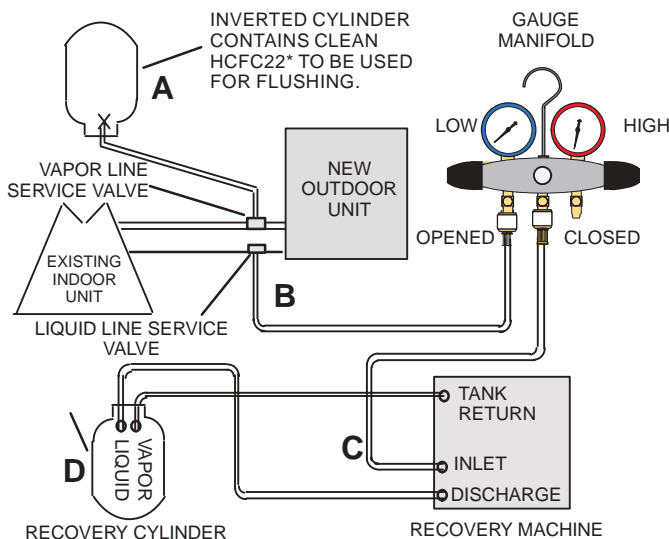 INVERTED CYLINDER
CONTAINS CLEAN
HCFC22* TO BE USED
FOR FLUSHING.
GAUGE
MANIFOLD
A
LOW
HIGH
VAPOR LINE
SERVICE VALVE
NEW
OUTDOOR
UNIT
OPENED
CLOSED
EXISTING
INDOOR
UNIT
B
LIQUID LINE SERVICE
VALVE
TANK
RETURN
C
D
LIQUID
VAPOR
INLET
DISCHARGE
RECOVERY CYLINDER
RECOVERY MACHINE